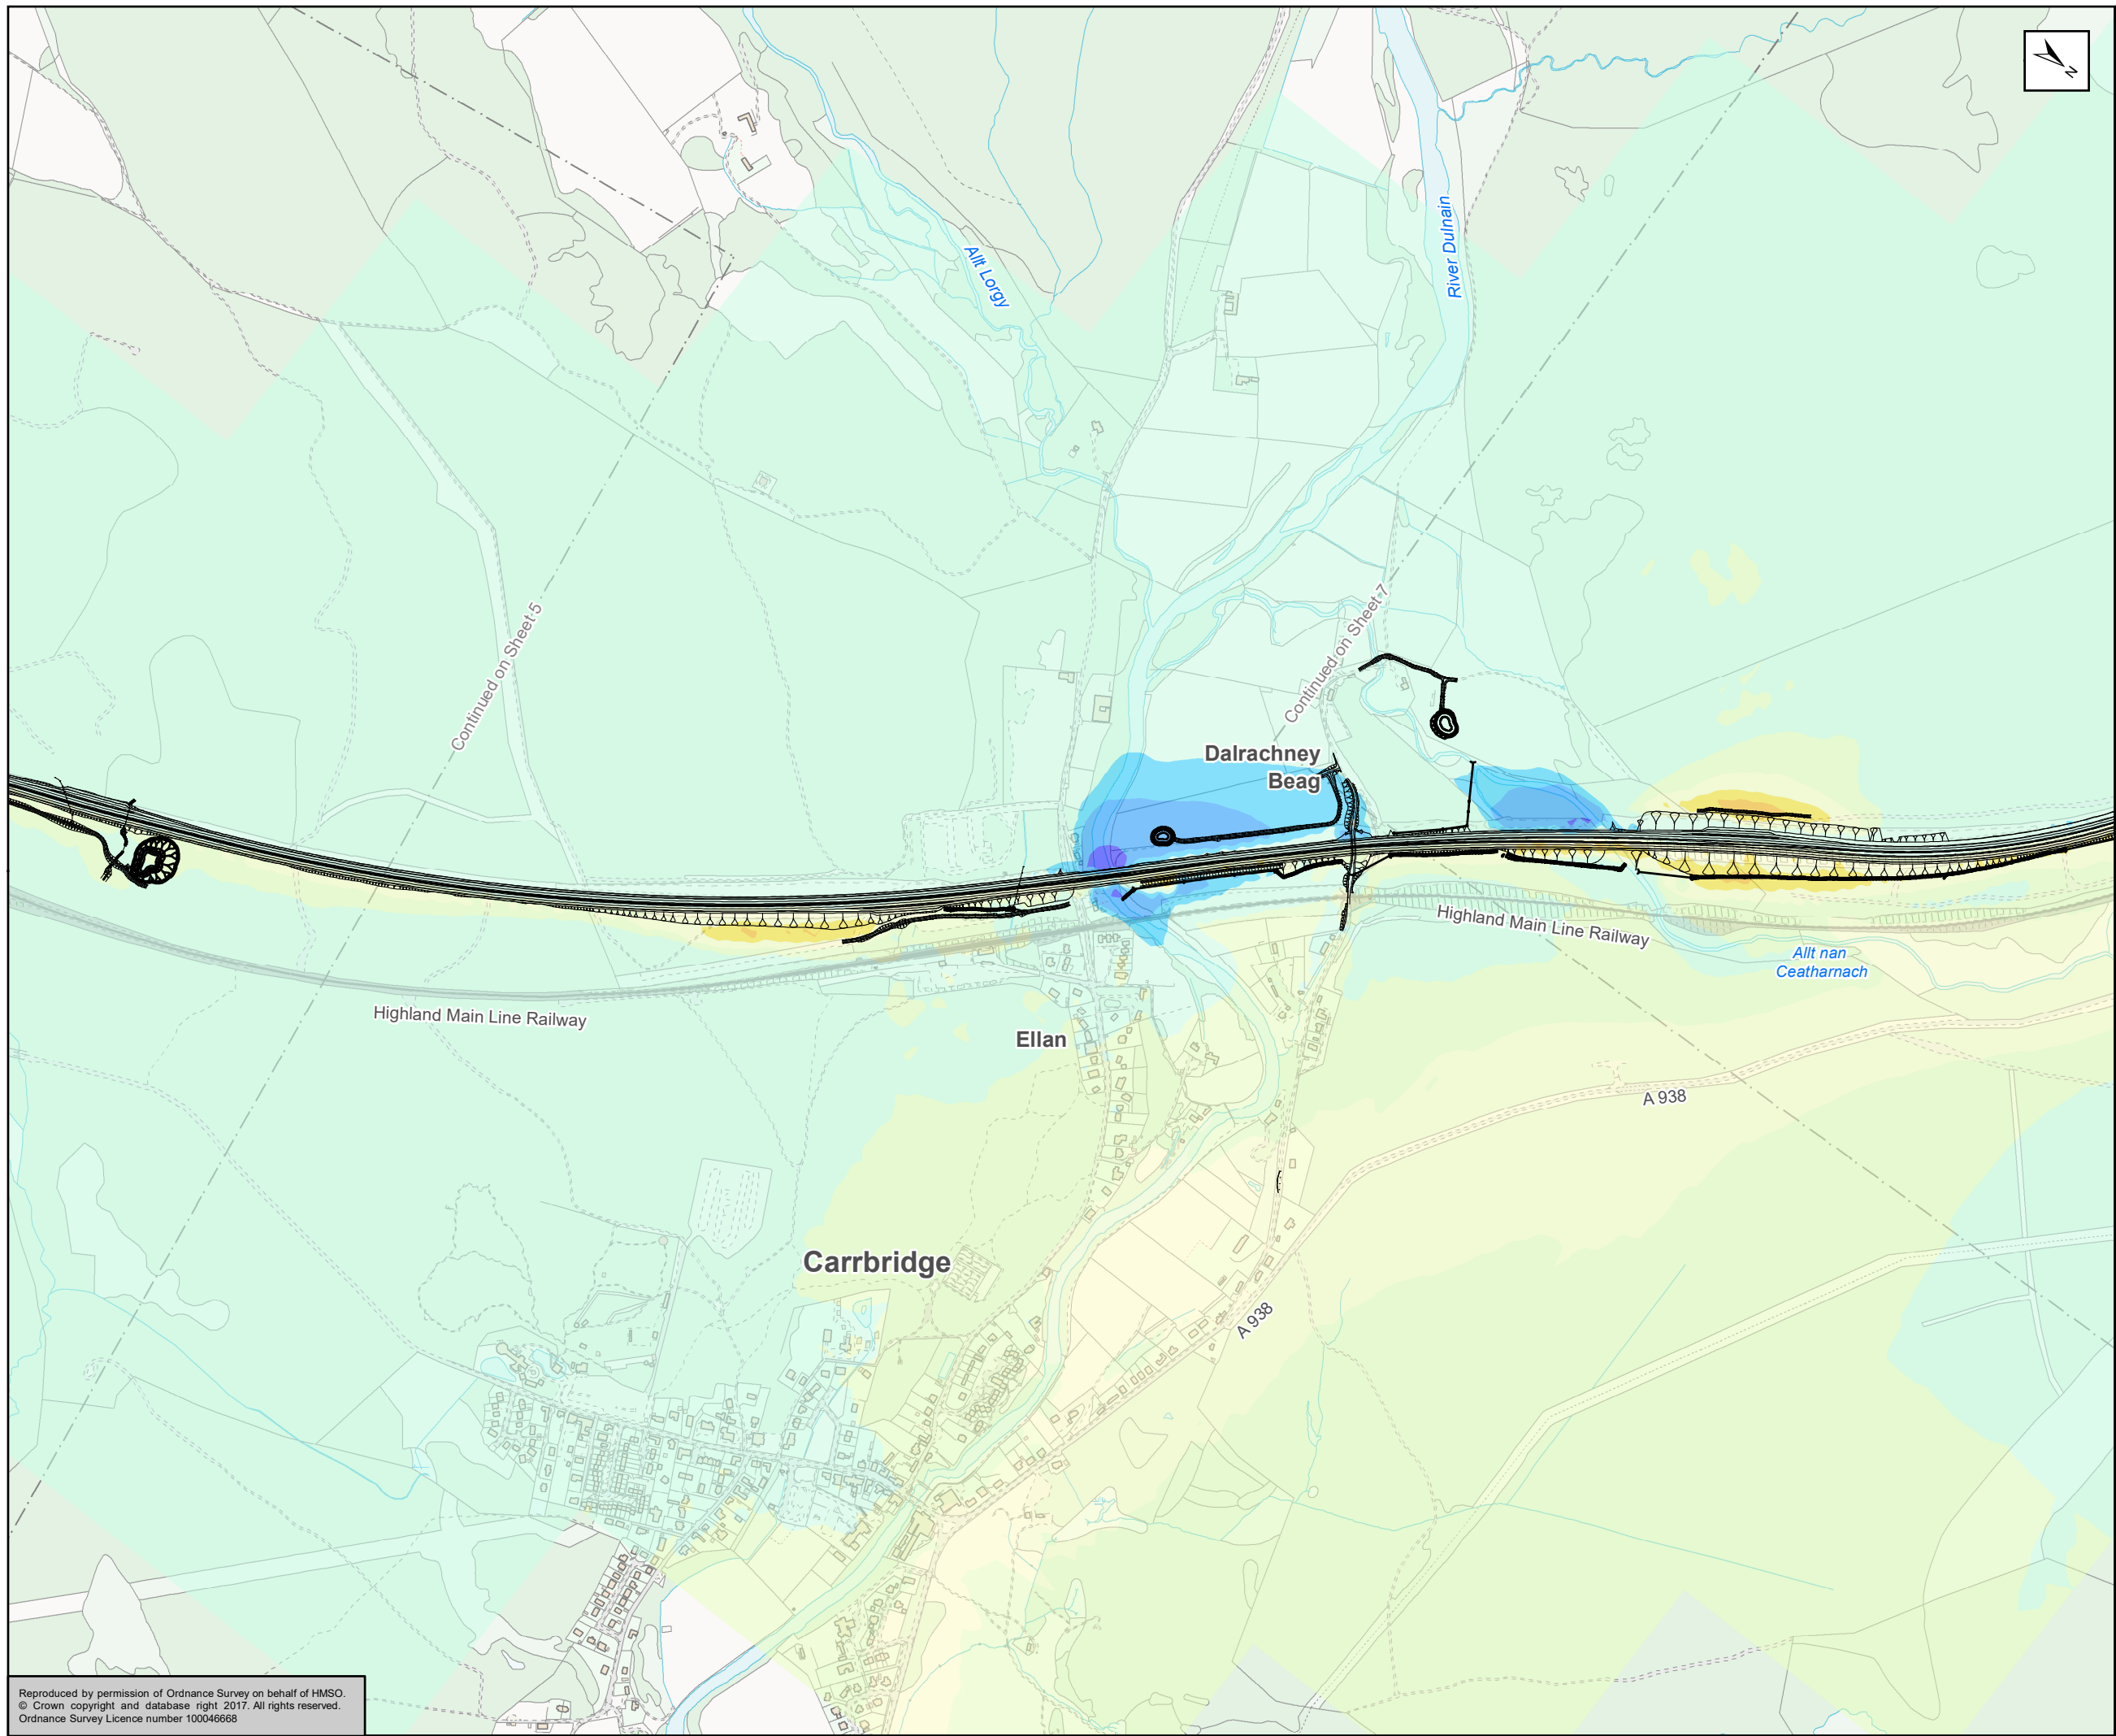 N
Allt Lorgy
River Dulnain
Continued on Sheet 5
Continued on Sheet 7
Dalrachney
Beag
Highland Main Line Railway
Allt nan
Ceatharnach
Highland Main Line Railway
Ellan
A 938
Carrbridge
A 938
Reproduced by permission of Ordnance Survey on behalf of HMSO.
© Crown copyright and database right 2017. All rights reserved.
Ordnance Survey Licence number 100046668